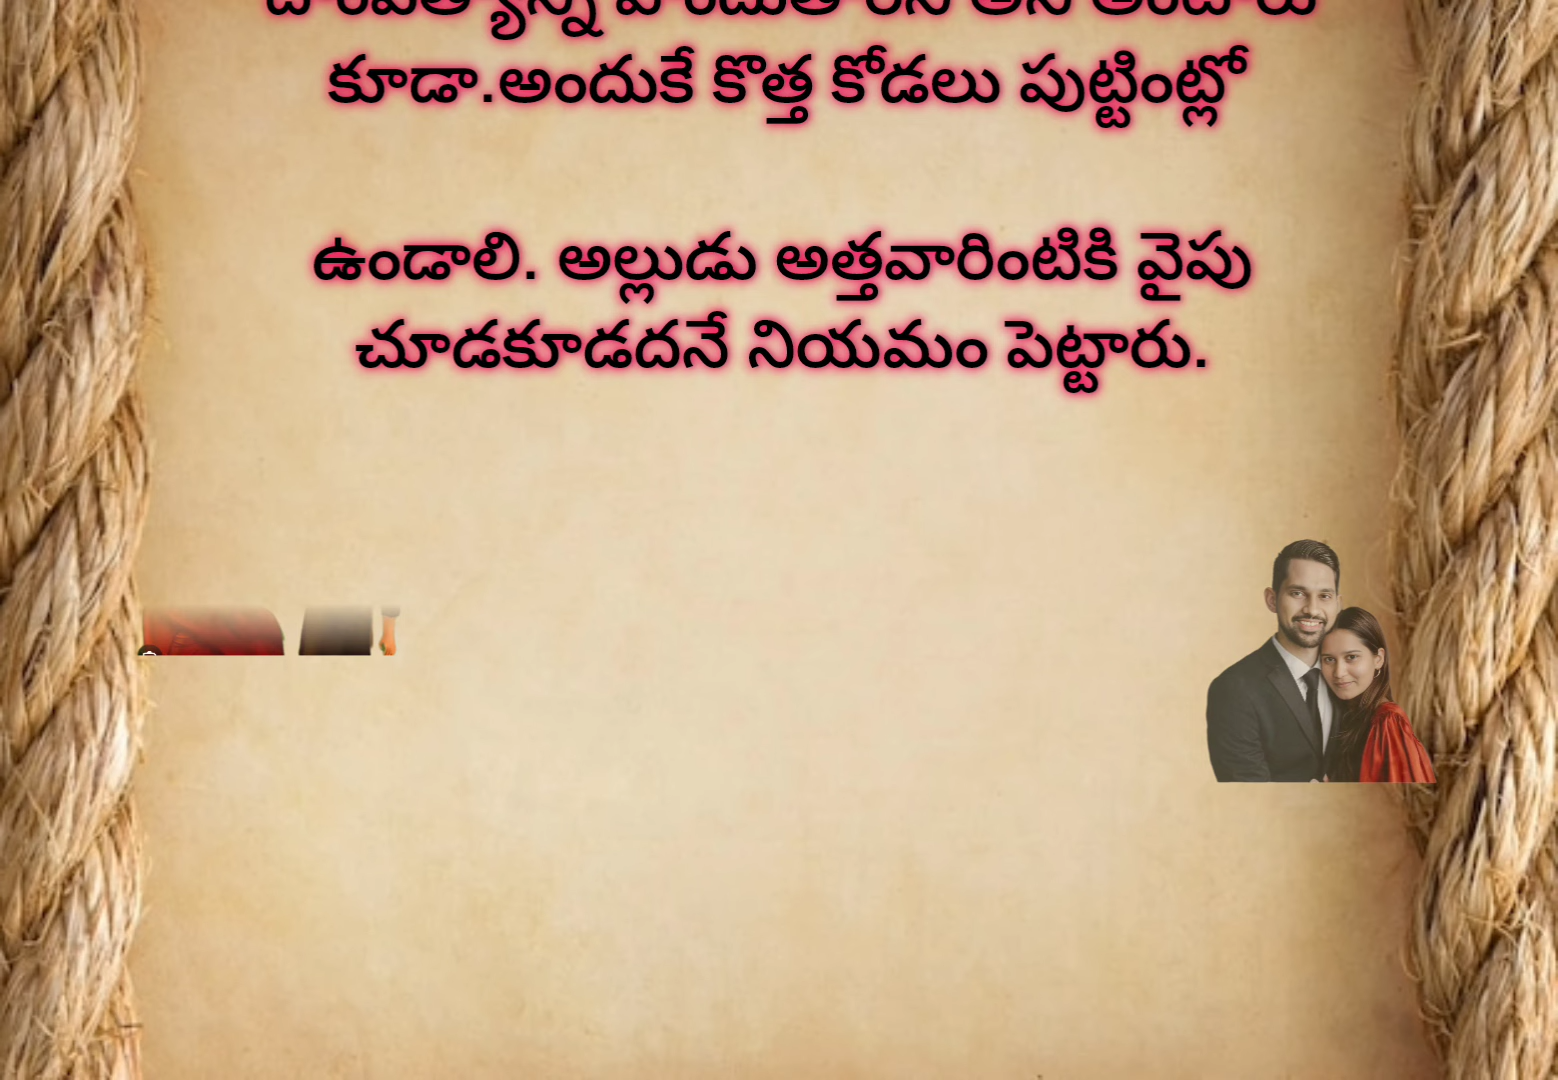 కూడా.అందుకే కొత్త కోడలు పుట్టింట్లో
ఉండాలి. అల్లుడు అత్తవారింటికి వైపు
చూడకూడదనే నియమం పెట్టారు.